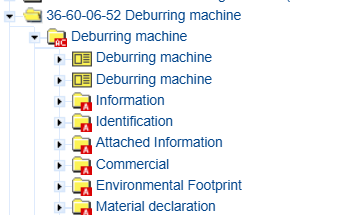 36-60-06-52 Deburring machine
Deburring machine
Deburring machine
Deburring machine
Information
Identification
Attached Information
Commercial
Environmental Footprint
Material declaration